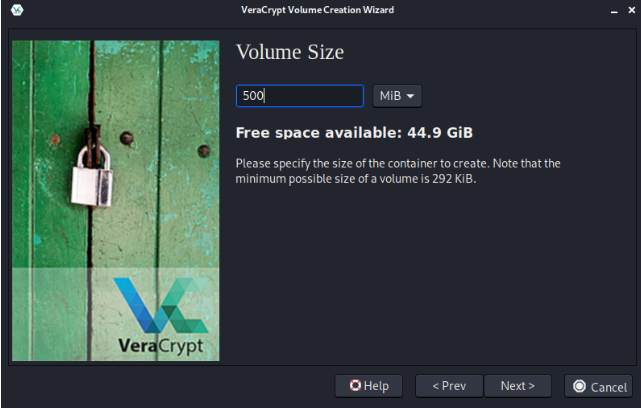 VeraCrypt Volume Creation Wizard
Volume Size
500 MiB
Free space available: 44.9 GiB
Please specify the size of the container to create. Note that the
minimum possible size of a volume is 292 KiB.
VeraCrypt
Help < Prev Next > Cancel